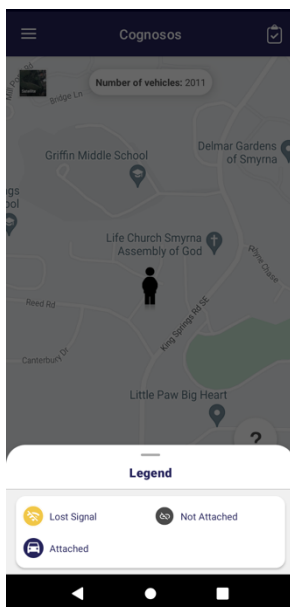 Cognosos
Number of vehicles: 2011
Bridge Ln
Delmar Gardens
of Smyrna
Griffin Middle School
Life Church Smyrna
Assembly of God
Reed Rd
King Springs Rd SE
Canterbury Dr
Little Paw Big Heart
?
Legend
Lost Signal
Not Attached
Attached